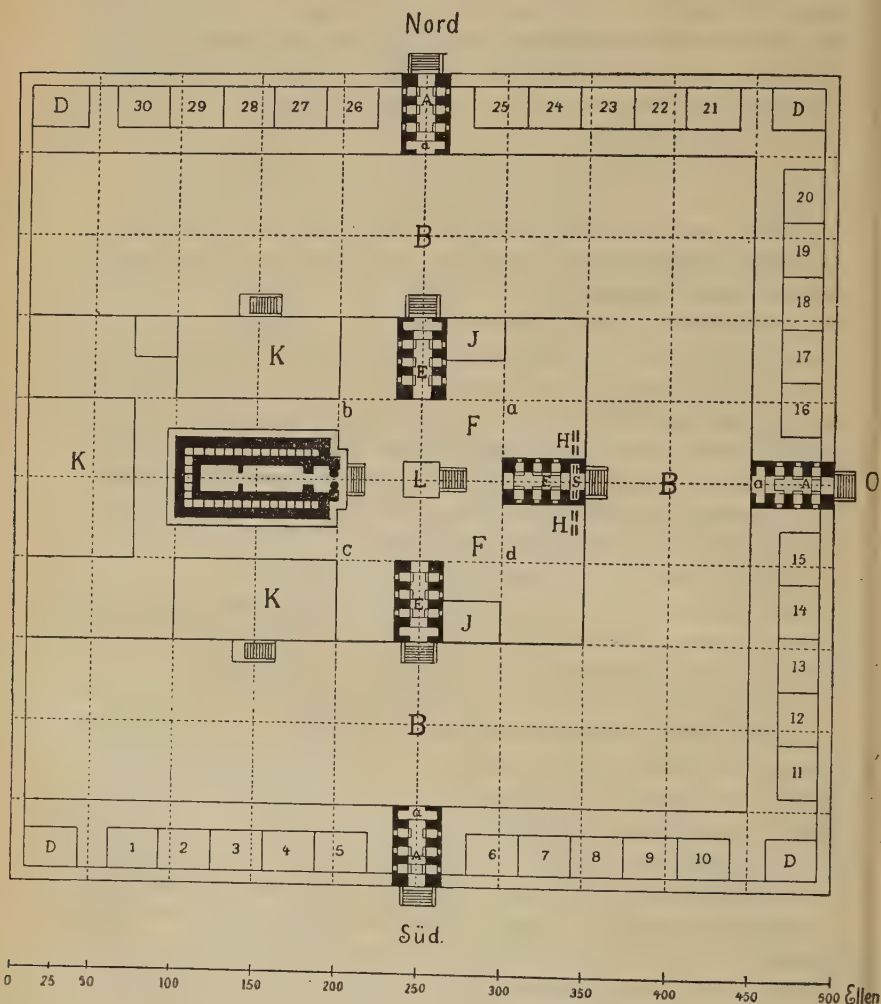 Nord
D 30 29 28 27 26 A 25 24 23 22 21 D
a
20
B 19
18
J 17
K E
16
b F a
H
K L E S B a A O
H
c F d 15
K E 14
J
13
B 12
11
a
D 1 2 3 4 5 A 6 7 8 9 10 D
Süd.
0 25 50 100 150 200 250 300 350 400 450 500 Ellen